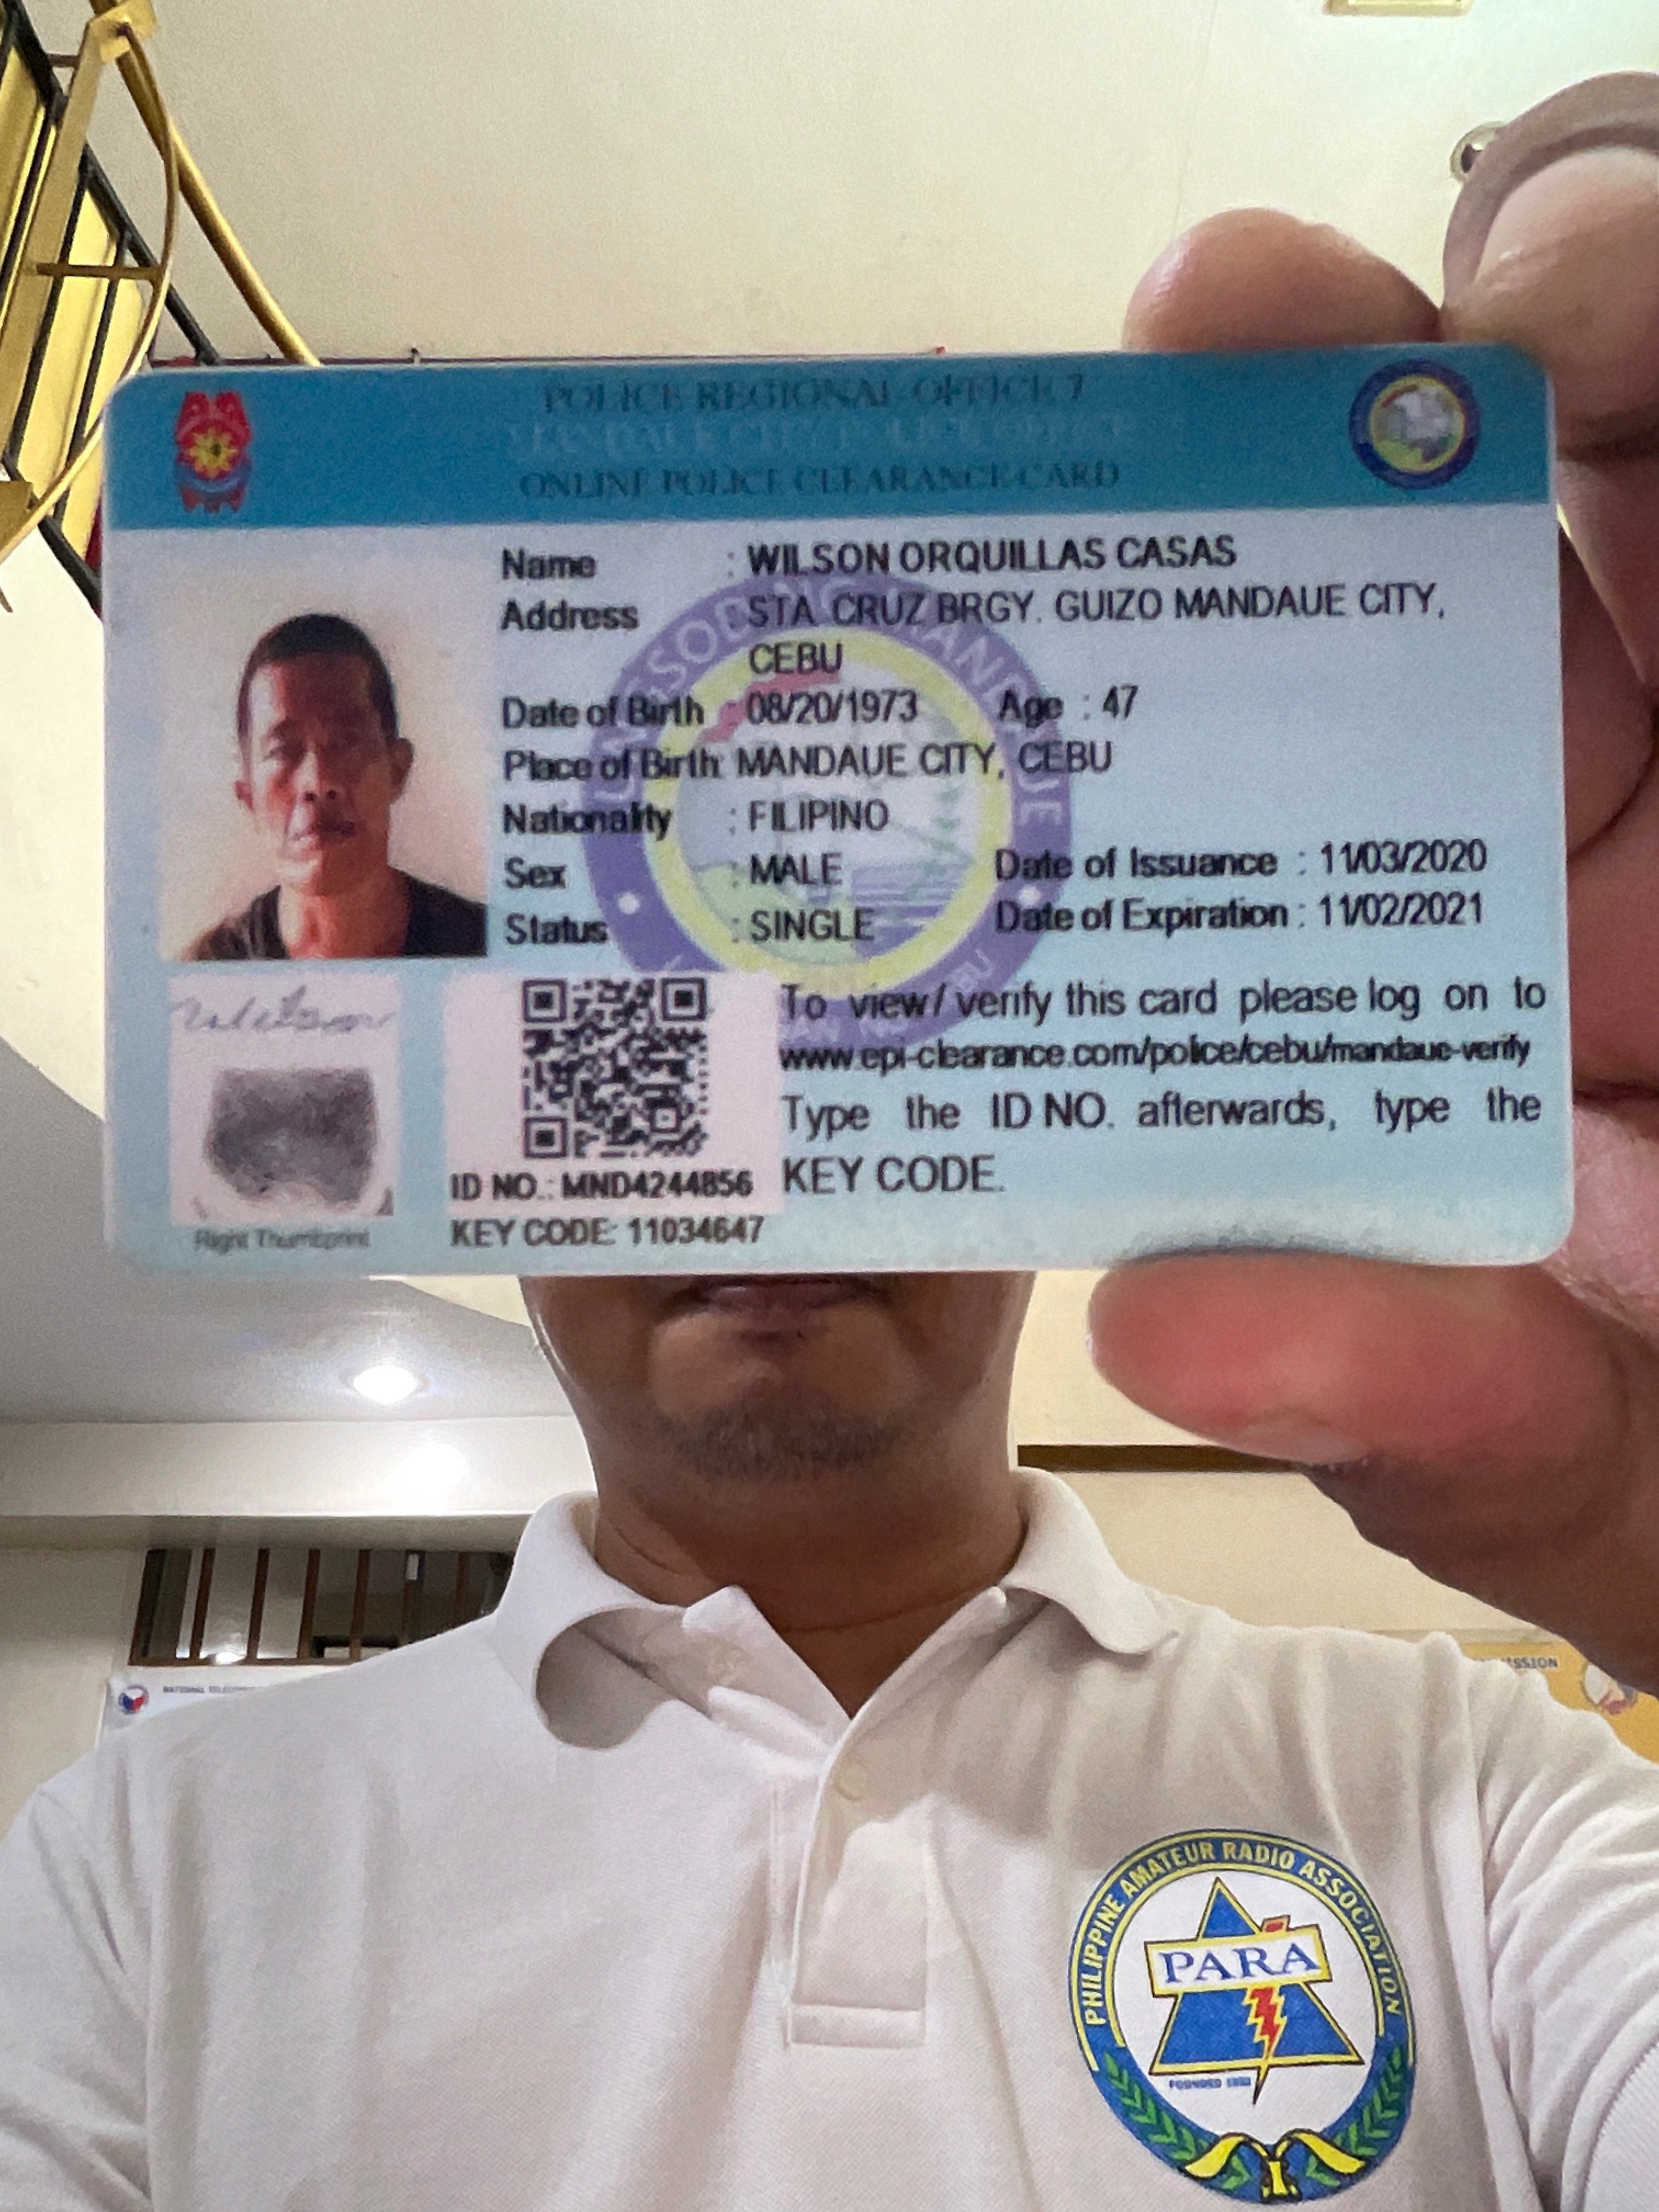 POLICE REGIONAL OFFICE 7
MANDAUE CITY POLICE OFFICE
ONLINE POLICE CLEARANCE CARD
Name : WILSON ORQUILLAS CASAS
Address : STA. CRUZ BRGY. GUIZO MANDAUE CITY,
CEBU
Date of Birth : 08/20/1973 Age : 47
Place of Birth: MANDAUE CITY, CEBU
Nationality : FILIPINO
Sex : MALE Date of Issuance : 11/03/2020
Status : SINGLE Date of Expiration : 11/02/2021
To view/ verify this card please log on to
www.epi-clearance.com/police/cebu/mandaue-verify
Type the ID NO. afterwards, type the
KEY CODE.
ID NO.: MND4244856
KEY CODE: 11034647
Right Thumbprint
PHILIPPINE AMATEUR RADIO ASSOCIATION
PARA